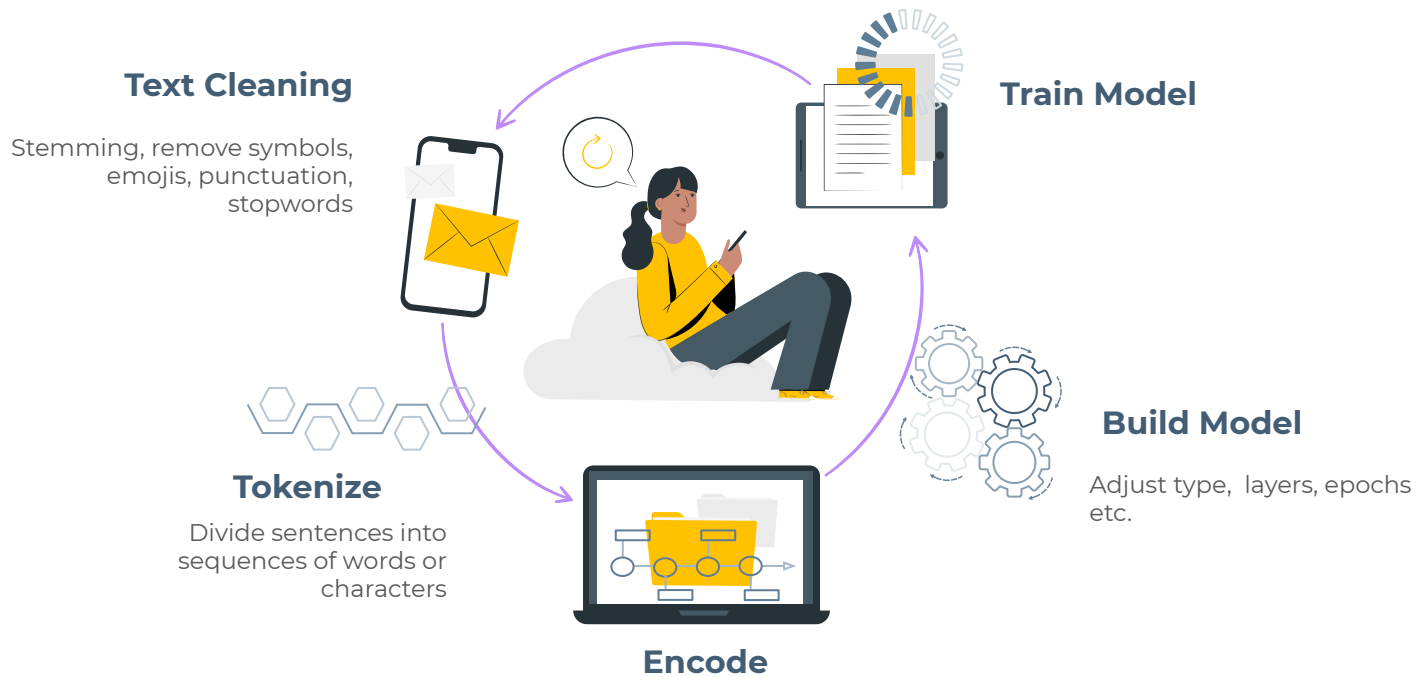 Text Cleaning
Stemming, remove symbols,
emojis, punctuation,
stopwords
Tokenize
Divide sentences into
sequences of words or
characters
Encode
Build Model
Adjust type,  layers, epochs
etc.
Train Model